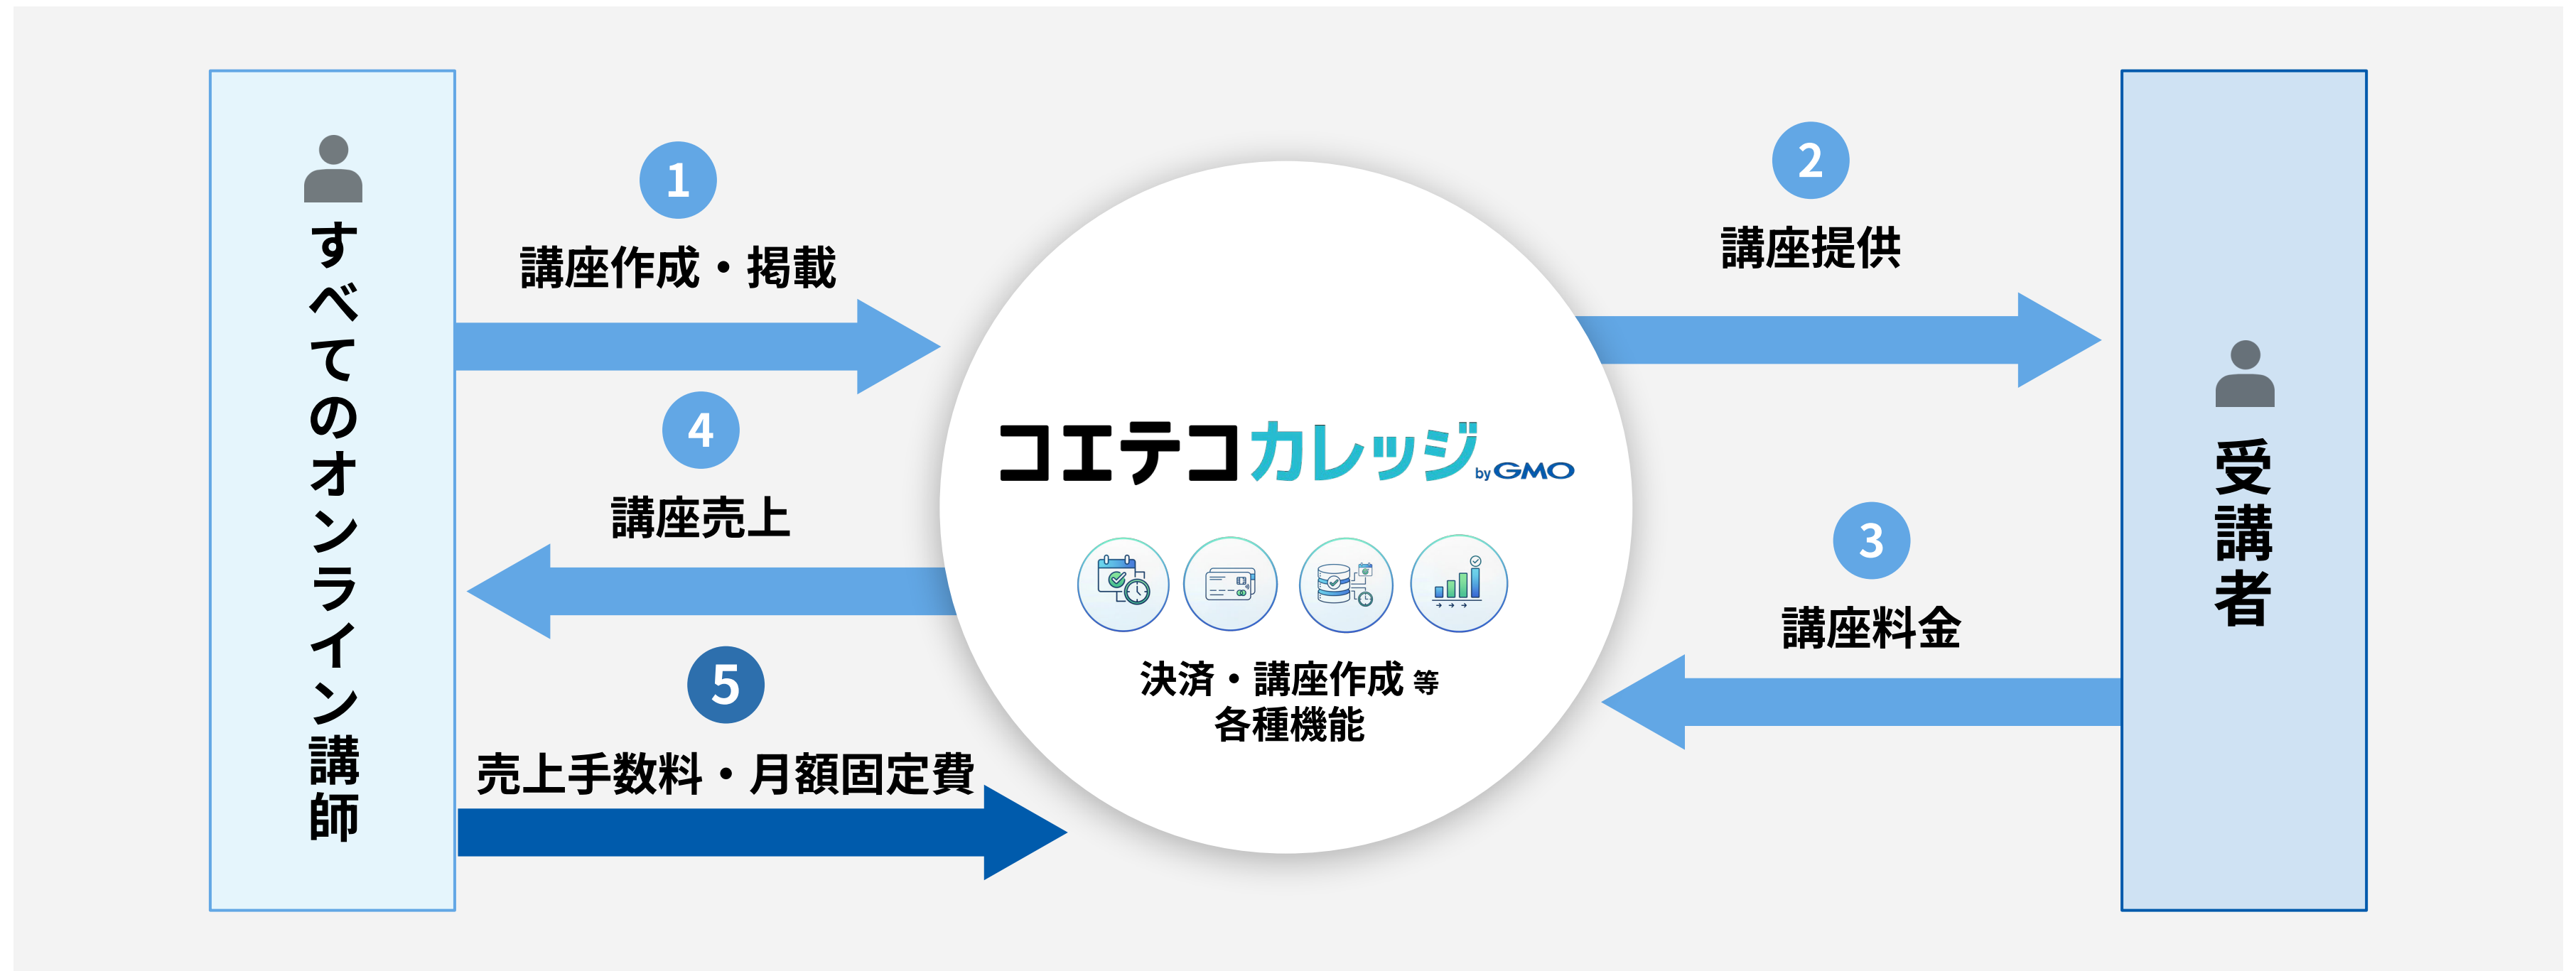 すべてのオンライン講師
1
講座作成・掲載
4
講座売上
5
売上手数料・月額固定費
コエテコカレッジ by GMO
決済・講座作成 等
各種機能
2
講座提供
3
講座料金
受講者